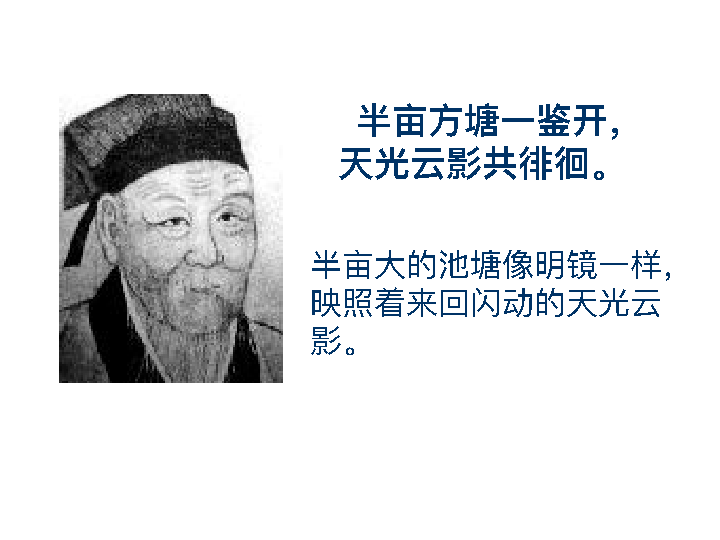 半亩方塘一鉴开，
天光云影共徘徊。
半亩大的池塘像明镜一样，
映照着来回闪动的天光云
影。